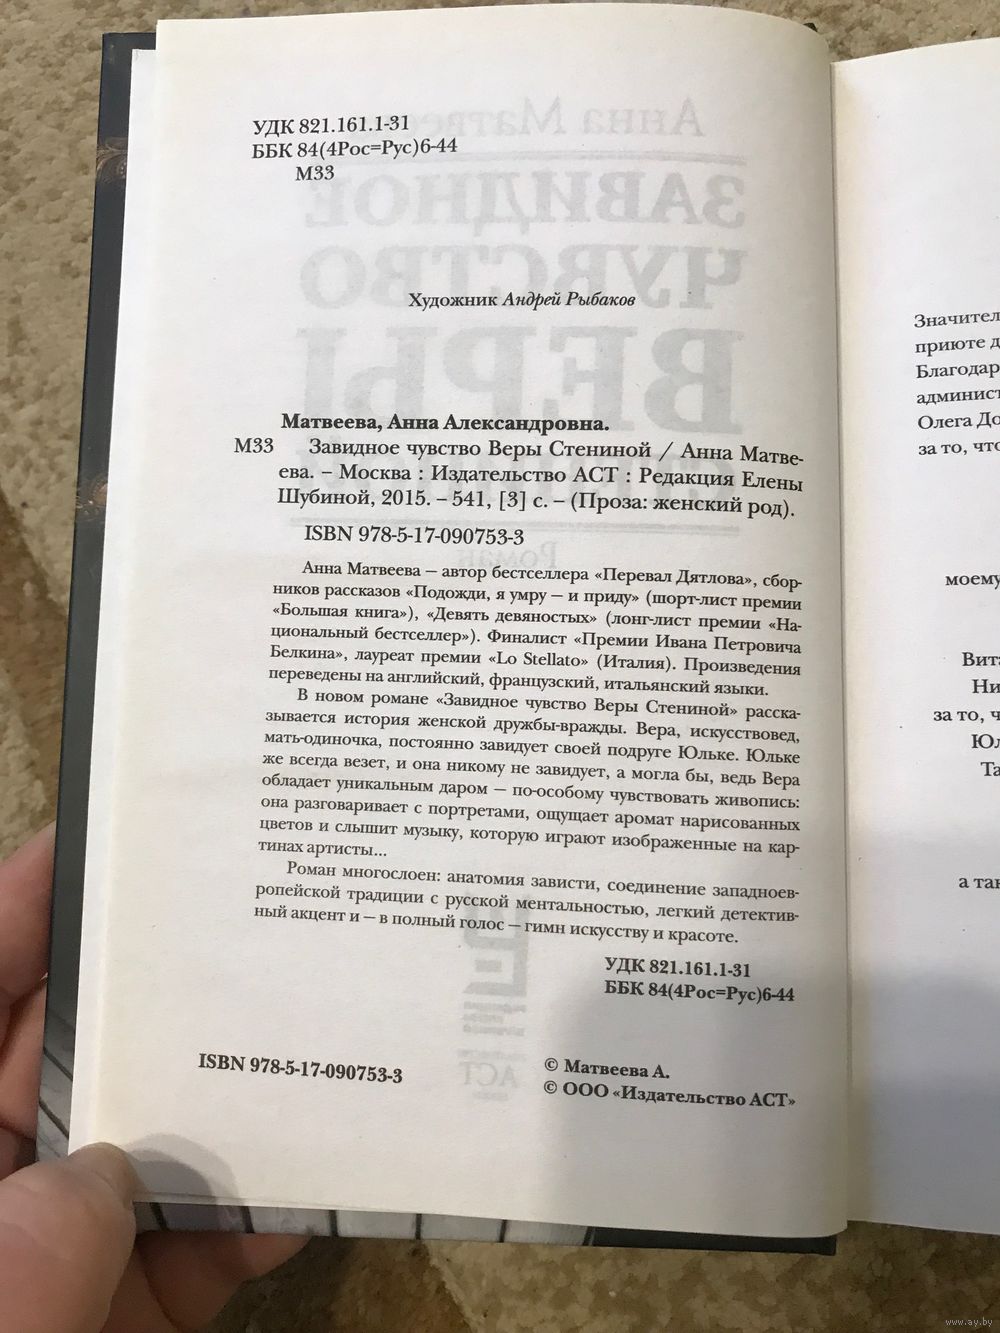 УДК 821.161.1-31
ББК 84(4Рос=Рус)6-44
М33
Художник Андрей Рыбаков
Матвеева, Анна Александровна.
М33 Завидное чувство Веры Стениной / Анна Матве-
ева. – Москва : Издательство АСТ : Редакция Елены
Шубиной, 2015. – 541, [3] с. – (Проза: женский род).
ISBN 978-5-17-090753-3
Анна Матвеева — автор бестселлера «Перевал Дятлова», сбор-
ников рассказов «Подожди, я умру — и приду» (шорт-лист премии
«Большая книга»), «Девять девяностых» (лонг-лист премии «На-
циональный бестселлер»). Финалист «Премии Ивана Петровича
Белкина», лауреат премии «Lo Stellato» (Италия). Произведения
переведены на английский, французский, итальянский языки.
В новом романе «Завидное чувство Веры Стениной» расска-
зывается история женской дружбы-вражды. Вера, искусствовед,
мать-одиночка, постоянно завидует своей подруге Юльке. Юльке
же всегда везет, и она никому не завидует, а могла бы, ведь Вера
обладает уникальным даром — по-особому чувствовать живопись:
она разговаривает с портретами, ощущает аромат нарисованных
цветов и слышит музыку, которую играют изображенные на кар-
тинах артисты...
Роман многослоен: анатомия зависти, соединение западноев-
ропейской традиции с русской ментальностью, легкий детектив-
ный акцент и — в полный голос — гимн искусству и красоте.
УДК 821.161.1-31
ББК 84(4Рос=Рус)6-44
ISBN 978-5-17-090753-3
© Матвеева А.
© ООО «Издательство АСТ»
Значител
приюте д
Благодар
админист
Олега До
за то, что
моему
Вита
Ни
за то, ч
Юл
Та
а так
www.ay.by